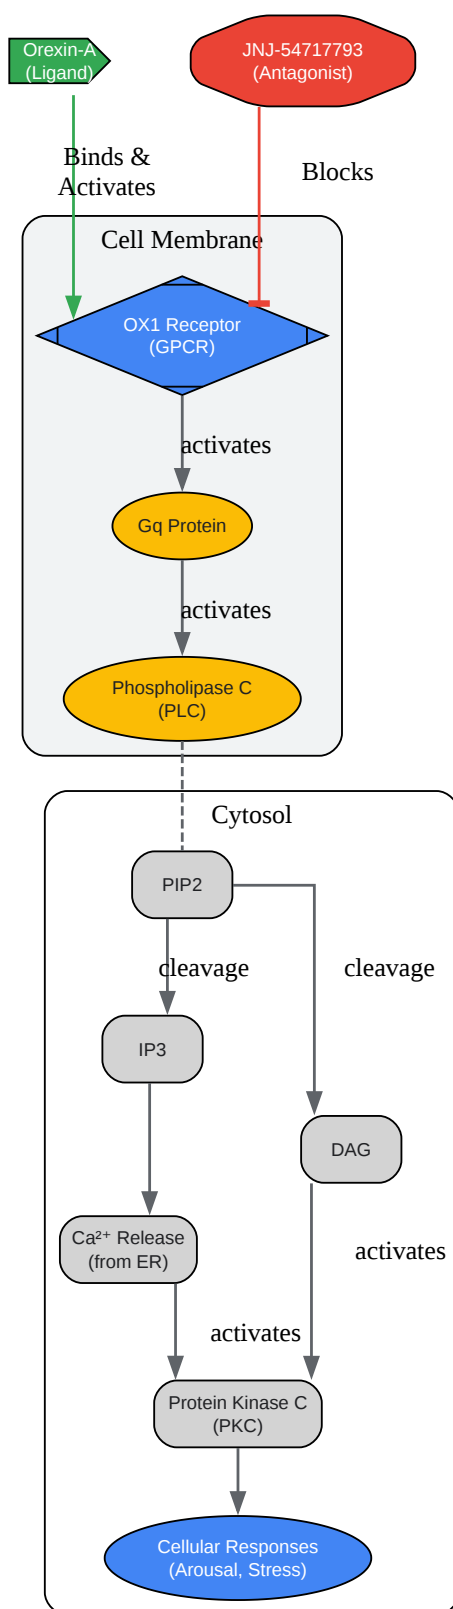 Orexin-A
(Ligand)
JNJ-54717793
(Antagonist)
Binds &
Activates
Blocks
Cell Membrane
OX1 Receptor
(GPCR)
activates
Gq Protein
activates
Phospholipase C
(PLC)
Cytosol
PIP2
cleavage
cleavage
IP3
DAG
Ca²⁺ Release
(from ER)
activates
activates
Protein Kinase C
(PKC)
Cellular Responses
(Arousal, Stress)